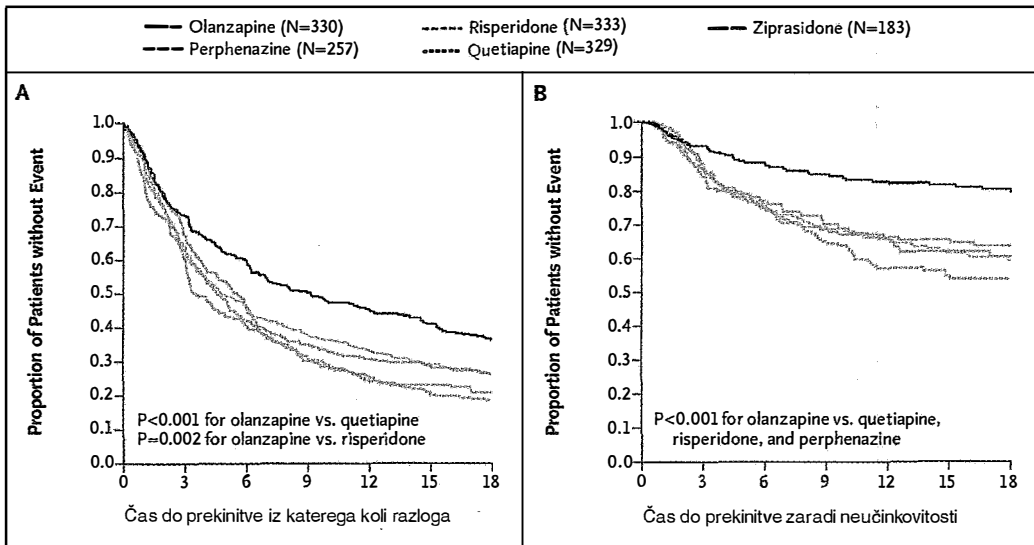 Olanzapine (N=330)
Risperidone (N=333)
Ziprasidone (N=183)
Perphenazine (N=257)
Quetiapine (N=329)
A
Proportion of Patients without Event
1.0
0.9
0.8
0.7
0.6
0.5
0.4
0.3
0.2
0.1
0.0
P<0.001 for olanzapine vs. quetiapine
P=0.002 for olanzapine vs. risperidone
0 3 6 9 12 15 18
Čas do prekinitve iz katerega koli razloga
B
Proportion of Patients without Event
1.0
0.9
0.8
0.7
0.6
0.5
0.4
0.3
0.2
0.1
0.0
P<0.001 for olanzapine vs. quetiapine,
risperidone, and perphenazine
0 3 6 9 12 15 18
Čas do prekinitve zaradi neučinkovitosti